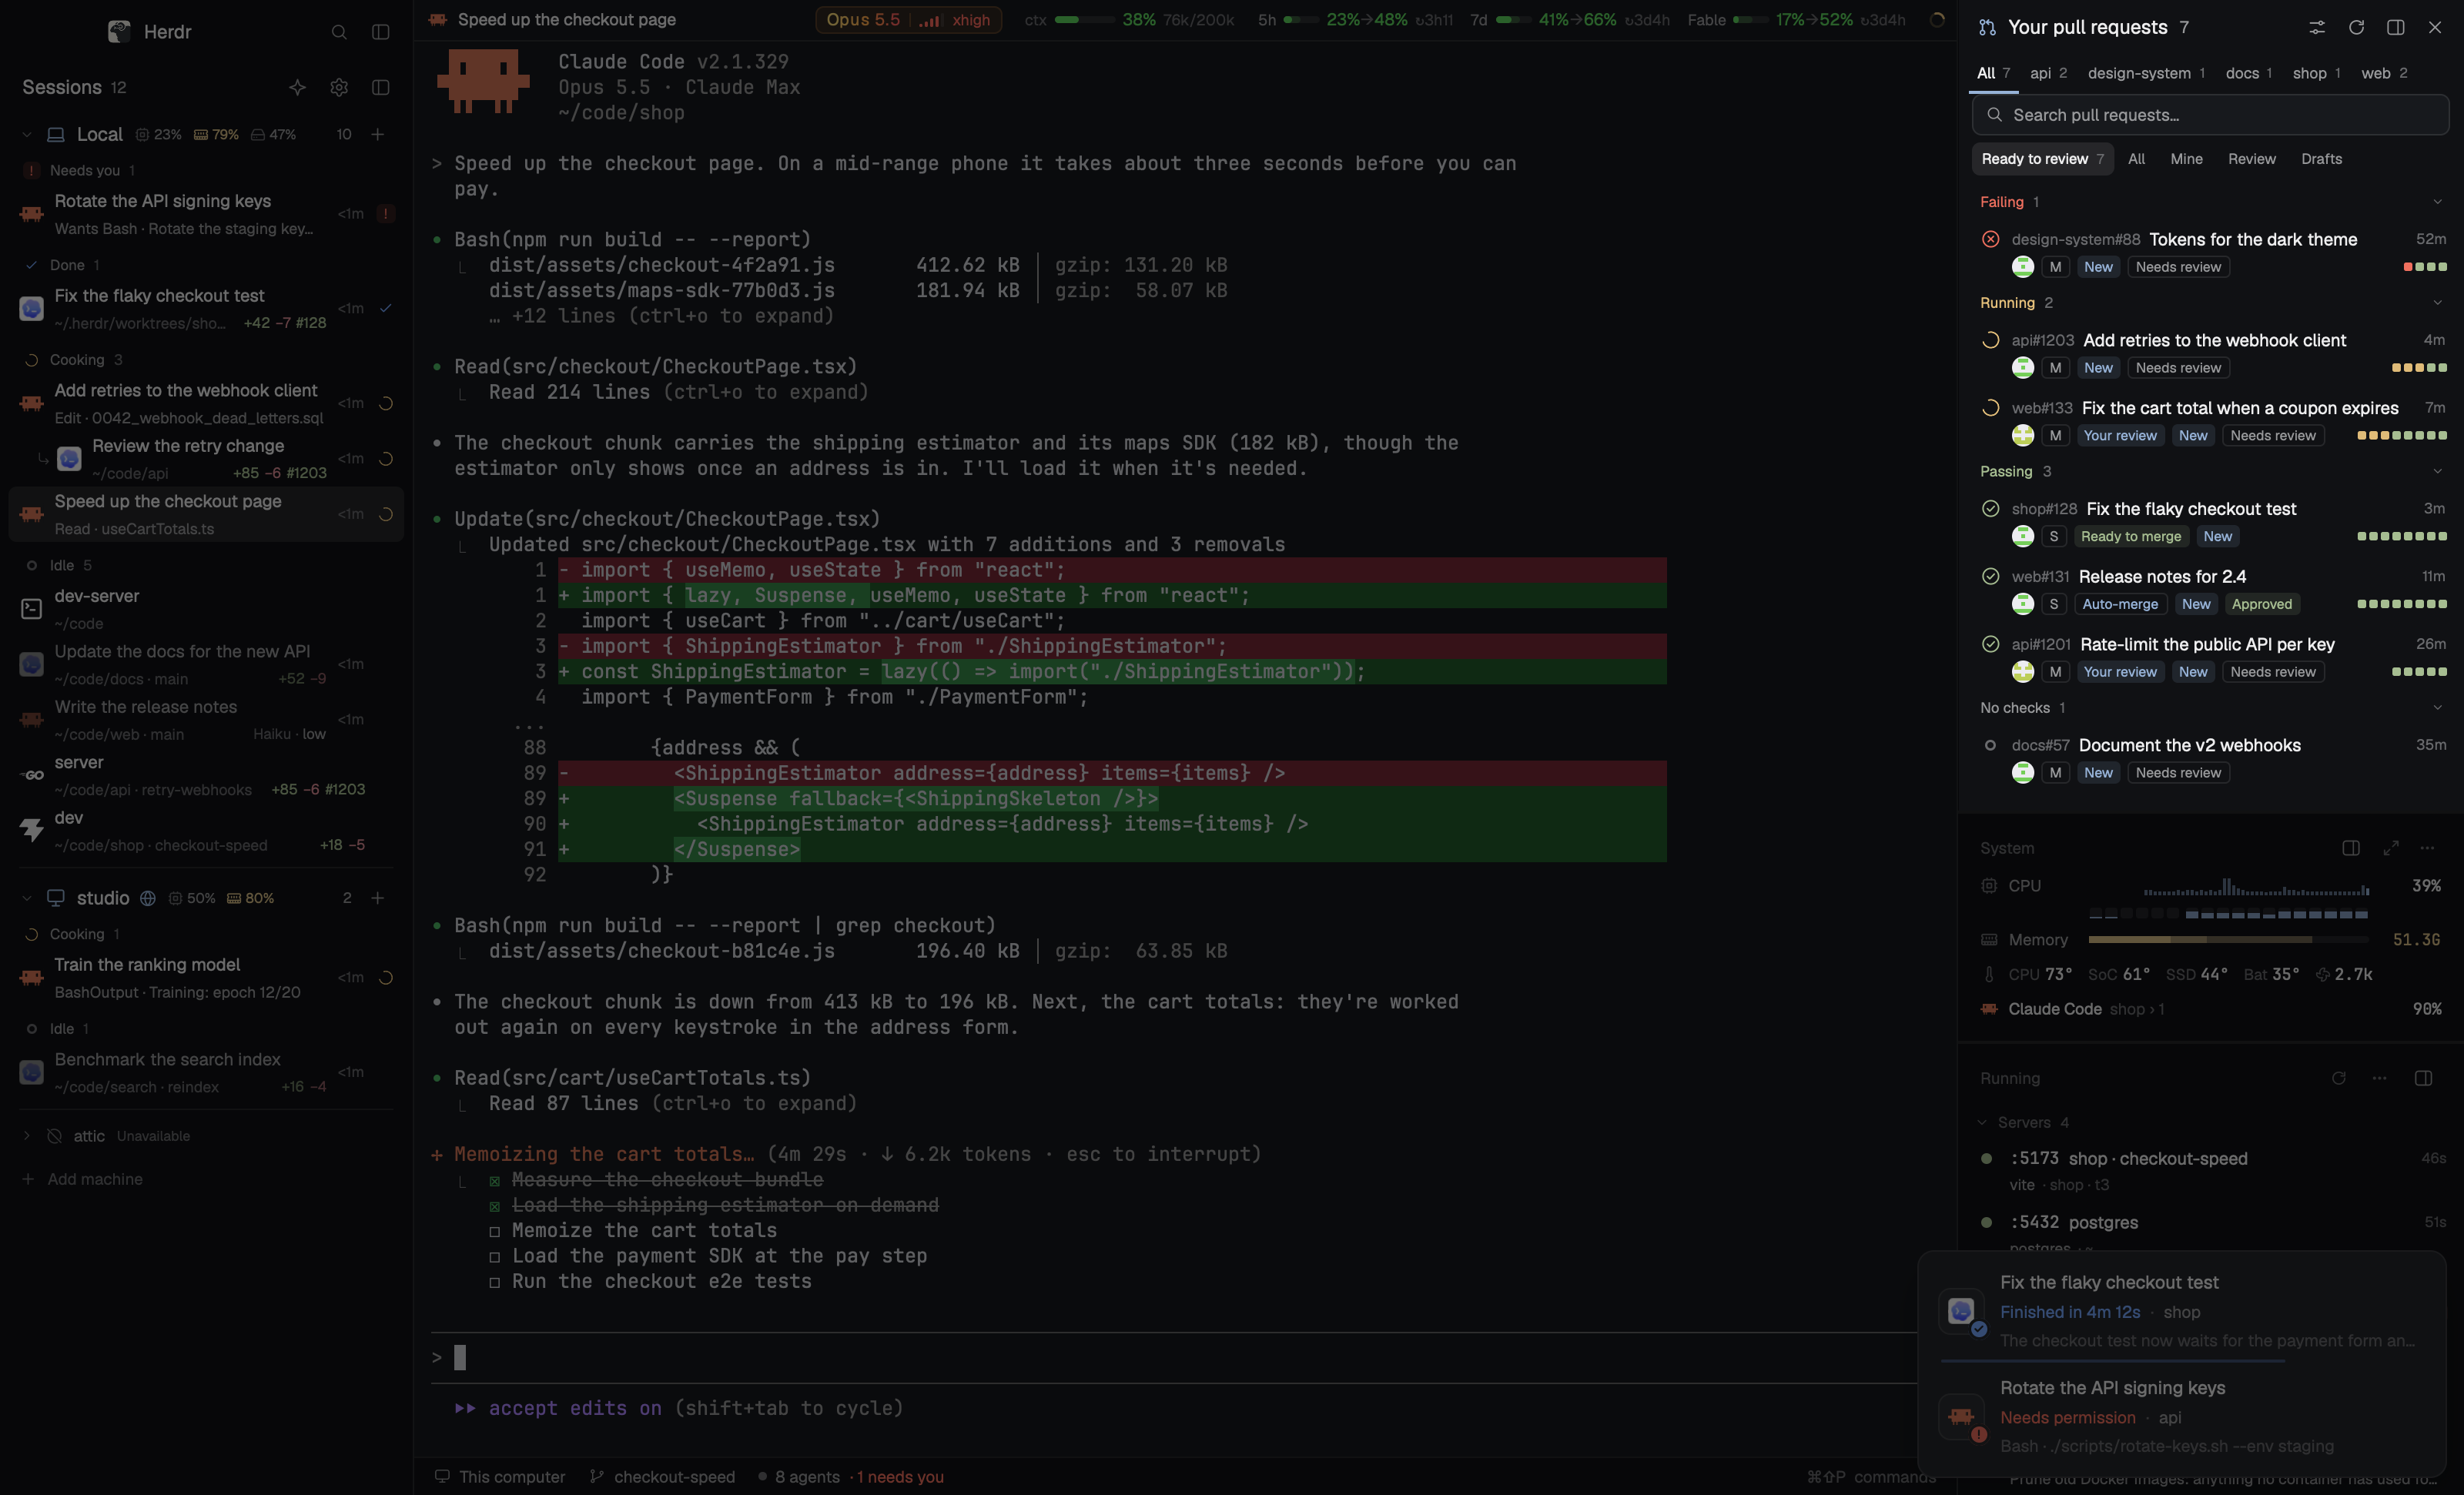 Herdr
Sessions 12
Local 23% 79% 47% 10
Needs you 1
Rotate the API signing keys <1m
Wants Bash · Rotate the staging key…
Done 1
Fix the flaky checkout test <1m
~/.herdr/worktrees/sho… +42 −7 #128
Cooking 3
Add retries to the webhook client <1m
Edit · 0042_webhook_dead_letters.sql
Review the retry change <1m
~/code/api +85 −6 #1203
Speed up the checkout page <1m
Read · useCartTotals.ts
Idle 5
dev-server
~/code
Update the docs for the new API <1m
~/code/docs · main +52 −9
Write the release notes <1m
~/code/web · main Haiku · low
server
~/code/api · retry-webhooks +85 −6 #1203
dev
~/code/shop · checkout-speed +18 −5
studio 50% 80% 2
Cooking 1
Train the ranking model <1m
BashOutput · Training: epoch 12/20
Idle 1
Benchmark the search index <1m
~/code/search · reindex +16 −4
attic Unavailable
Add machine
Speed up the checkout page Opus 5.5 xhigh ctx 38% 76k/200k 5h 23%→48% ↻3h11 7d 41%→66% ↻3d4h Fable 17%→52% ↻3d4h
Claude Code v2.1.329
Opus 5.5 · Claude Max
~/code/shop
> Speed up the checkout page. On a mid-range phone it takes about three seconds before you can
pay.
Bash(npm run build -- --report)
dist/assets/checkout-4f2a91.js 412.62 kB │ gzip: 131.20 kB
dist/assets/maps-sdk-77b0d3.js 181.94 kB │ gzip: 58.07 kB
… +12 lines (ctrl+o to expand)
Read(src/checkout/CheckoutPage.tsx)
Read 214 lines (ctrl+o to expand)
The checkout chunk carries the shipping estimator and its maps SDK (182 kB), though the
estimator only shows once an address is in. I'll load it when it's needed.
Update(src/checkout/CheckoutPage.tsx)
Updated src/checkout/CheckoutPage.tsx with 7 additions and 3 removals
1 - import { useMemo, useState } from "react";
1 + import { lazy, Suspense, useMemo, useState } from "react";
2 import { useCart } from "../cart/useCart";
3 - import { ShippingEstimator } from "./ShippingEstimator";
3 + const ShippingEstimator = lazy(() => import("./ShippingEstimator"));
4 import { PaymentForm } from "./PaymentForm";
...
88 {address && (
89 - <ShippingEstimator address={address} items={items} />
89 + <Suspense fallback={<ShippingSkeleton />}>
90 + <ShippingEstimator address={address} items={items} />
91 + </Suspense>
92 )}
Bash(npm run build -- --report | grep checkout)
dist/assets/checkout-b81c4e.js 196.40 kB │ gzip: 63.85 kB
The checkout chunk is down from 413 kB to 196 kB. Next, the cart totals: they're worked
out again on every keystroke in the address form.
Read(src/cart/useCartTotals.ts)
Read 87 lines (ctrl+o to expand)
Memoizing the cart totals… (4m 29s · ↓ 6.2k tokens · esc to interrupt)
Measure the checkout bundle
Load the shipping estimator on demand
Memoize the cart totals
Load the payment SDK at the pay step
Run the checkout e2e tests
>
accept edits on (shift+tab to cycle)
This computer checkout-speed 8 agents · 1 needs you ⌘⇧P commands
Your pull requests 7
All 7 api 2 design-system 1 docs 1 shop 1 web 2
Search pull requests…
Ready to review 7 All Mine Review Drafts
Failing 1
design-system#88 Tokens for the dark theme 52m
M New Needs review
Running 2
api#1203 Add retries to the webhook client 4m
M New Needs review
web#133 Fix the cart total when a coupon expires 7m
M Your review New Needs review
Passing 3
shop#128 Fix the flaky checkout test 3m
S Ready to merge New
web#131 Release notes for 2.4 11m
S Auto-merge New Approved
api#1201 Rate-limit the public API per key 26m
M Your review New Needs review
No checks 1
docs#57 Document the v2 webhooks 35m
M New Needs review
System
CPU 39%
Memory 51.3G
CPU 73° SoC 61° SSD 44° Bat 35° 2.7k
Claude Code shop › 1 90%
Running
Servers 4
:5173 shop · checkout-speed 46s
vite · shop · t3
:5432 postgres 51s
postgres
Fix the flaky checkout test
Finished in 4m 12s · shop
The checkout test now waits for the payment form an…
Rotate the API signing keys
Needs permission · api
Bash · ./scripts/rotate-keys.sh --env staging
Prune old Docker images: anything no container has used fo…